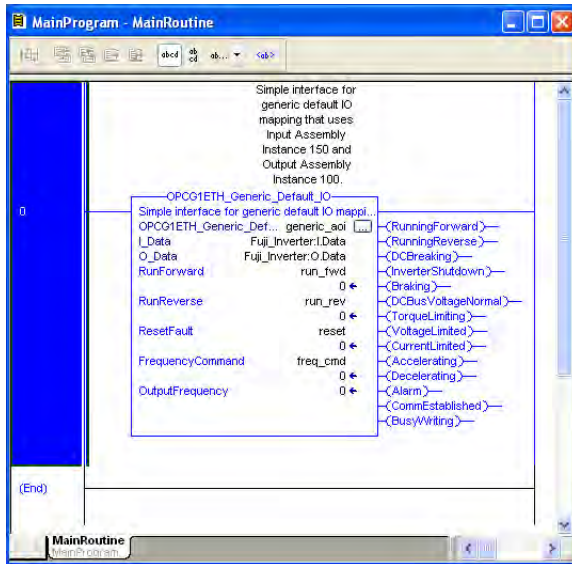 MainProgram - MainRoutine
abcd ab cd ab... <ab>
Simple interface for
generic default IO
mapping that uses
Input Assembly
Instance 150 and
Output Assembly
Instance 100.
OPCG1ETH_Generic_Default_IO
0
Simple interface for generic default IO mappi...
OPCG1ETH_Generic_Def... generic_aoi ... (RunningForward)
I_Data Fuji_Inverter:I.Data (RunningReverse)
O_Data Fuji_Inverter:O.Data (DCBreaking)
RunForward run_fwd (InverterShutdown)
0 (Braking)
RunReverse run_rev (DCBusVoltageNormal)
0 (TorqueLimiting)
ResetFault reset (VoltageLimited)
0 (CurrentLimited)
FrequencyCommand freq_cmd (Accelerating)
0 (Decelerating)
OutputFrequency 0 (Alarm)
(CommEstablished)
(BusyWriting)
(End)
MainRoutine
MainProgram